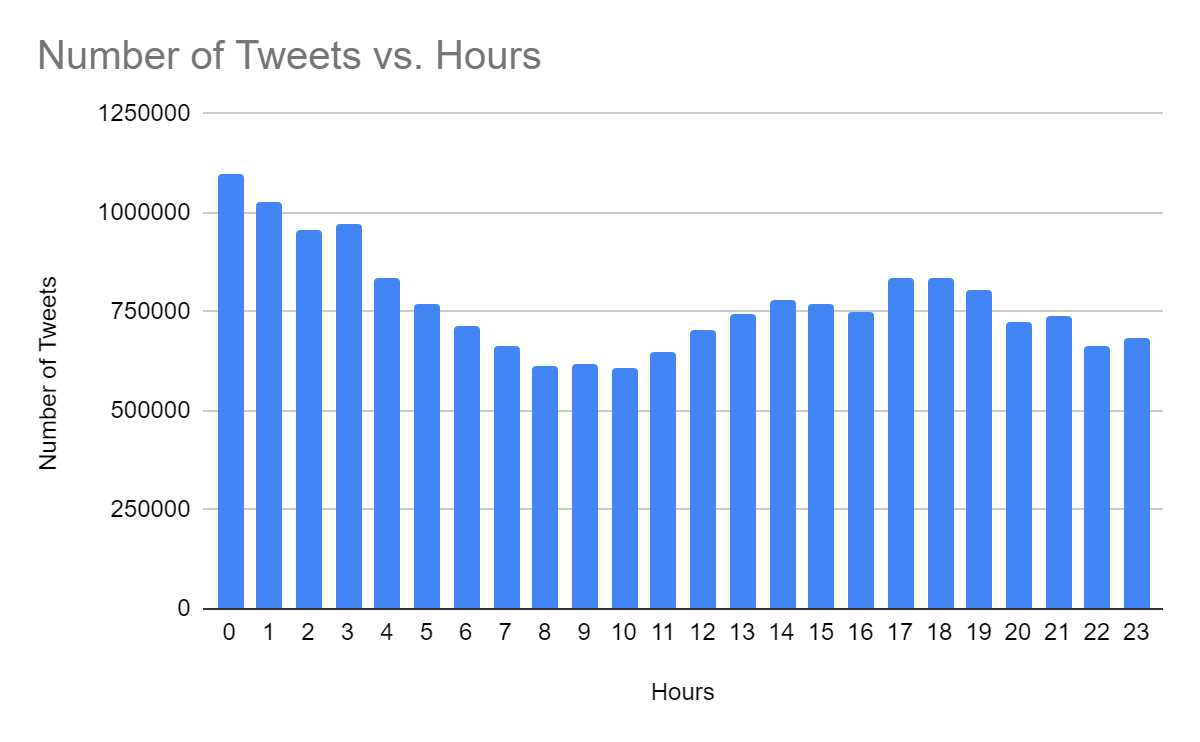 Number of Tweets vs. Hours
1250000
1000000
750000
500000
250000
0
Number of Tweets
0 1 2 3 4 5 6 7 8 9 10 11 12 13 14 15 16 17 18 19 20 21 22 23
Hours